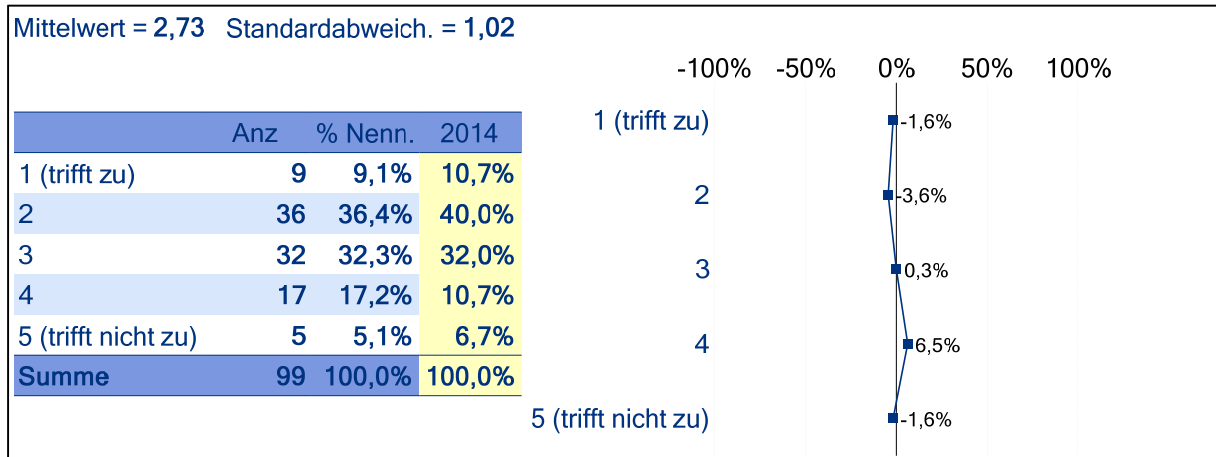 Mittelwert = 2,73 Standardabweich. = 1,02
Anz % Nenn. 2014
1 (trifft zu) 9 9,1% 10,7%
2 36 36,4% 40,0%
3 32 32,3% 32,0%
4 17 17,2% 10,7%
5 (trifft nicht zu) 5 5,1% 6,7%
Summe 99 100,0% 100,0%
-100% -50% 0% 50% 100%
1 (trifft zu) -1,6%
2 -3,6%
3 0,3%
4 6,5%
5 (trifft nicht zu) -1,6%